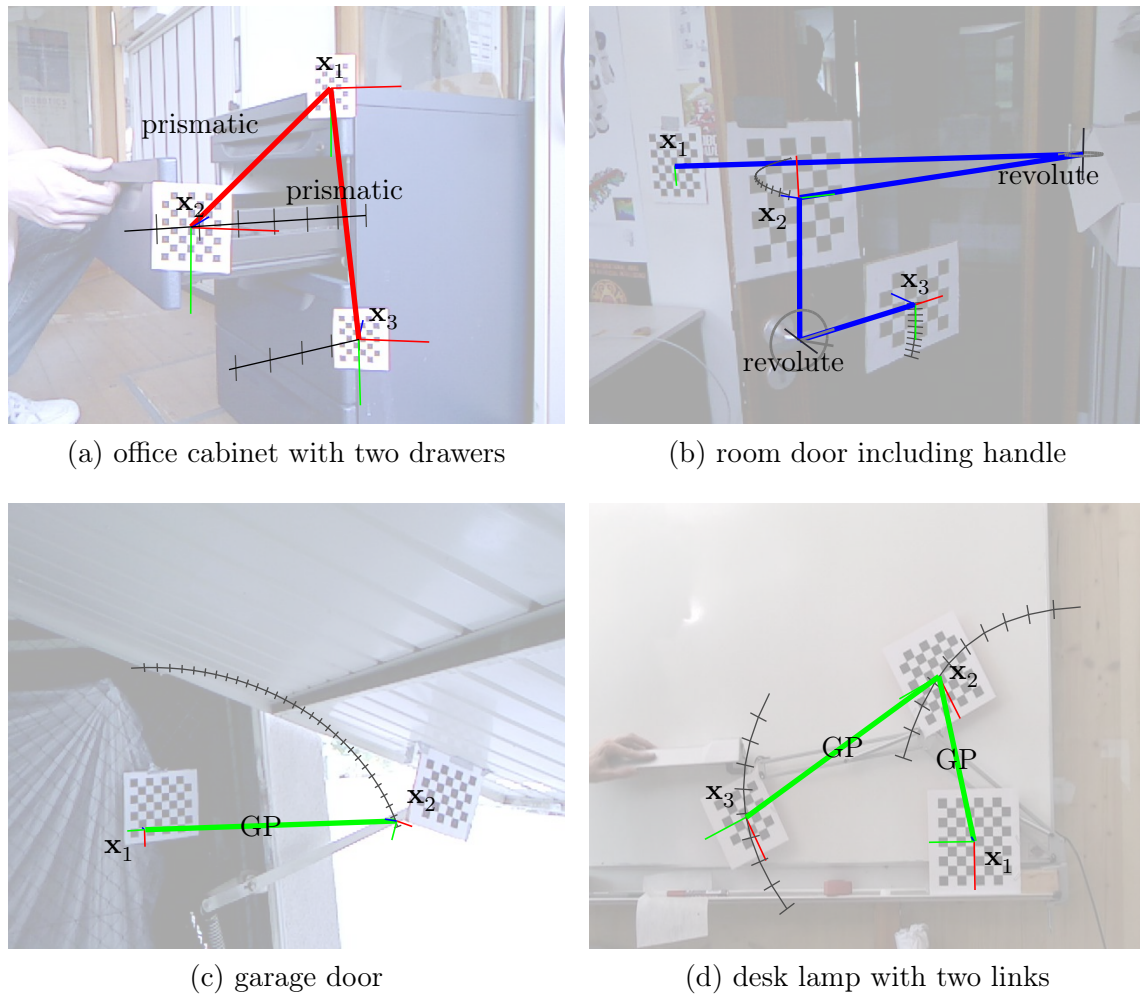 x1
prismatic
prismatic
x2
x3
(a) office cabinet with two drawers
x1
revolute
x2
x3
revolute
(b) room door including handle
GP
x2
x1
(c) garage door
x2
GP
GP
x3
x1
(d) desk lamp with two links